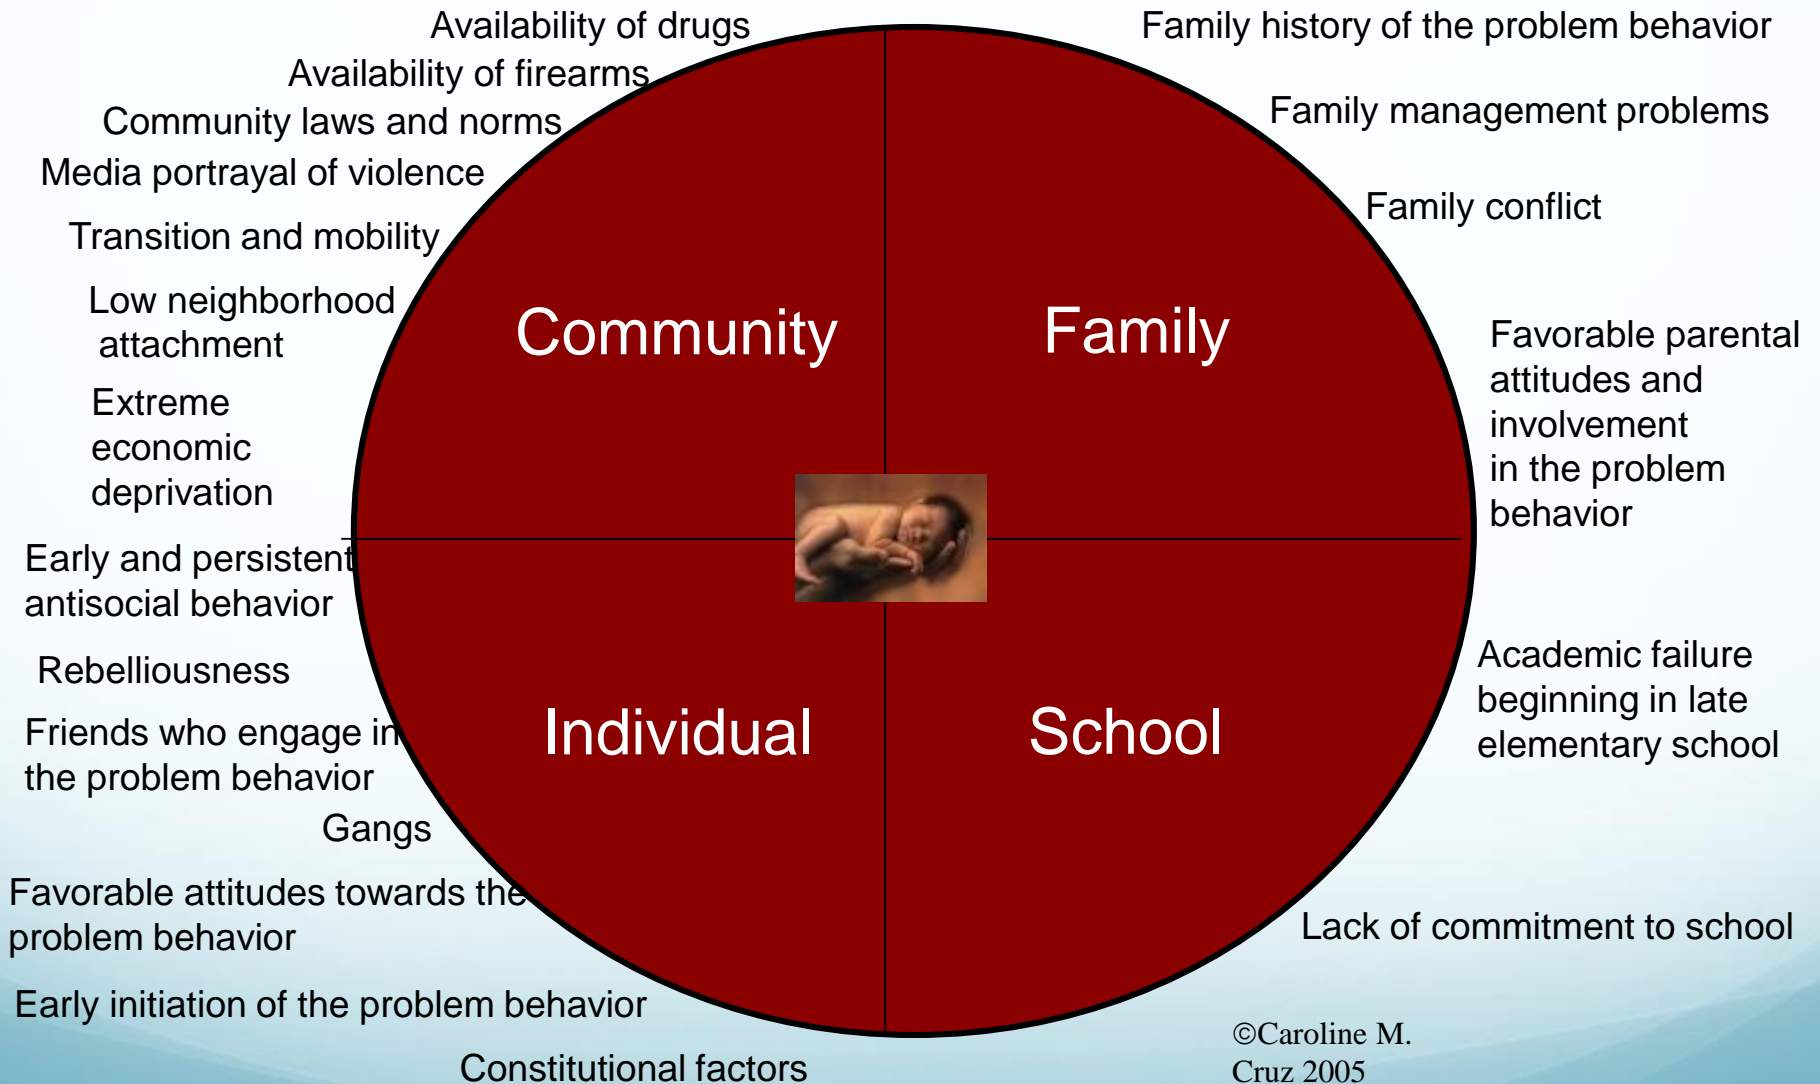 Availability of drugs
Availability of firearms
Community laws and norms
Media portrayal of violence
Transition and mobility
Low neighborhood
attachment
Extreme
economic
deprivation
Community
Family history of the problem behavior
Family management problems
Family conflict
Favorable parental
attitudes and
involvement
in the problem
behavior
Family
Early and persistent
antisocial behavior
Rebelliousness
Friends who engage in
the problem behavior
Gangs
Favorable attitudes towards the
problem behavior
Early initiation of the problem behavior
Constitutional factors
Individual
School
Academic failure
beginning in late
elementary school
Lack of commitment to school
©Caroline M.
Cruz 2005